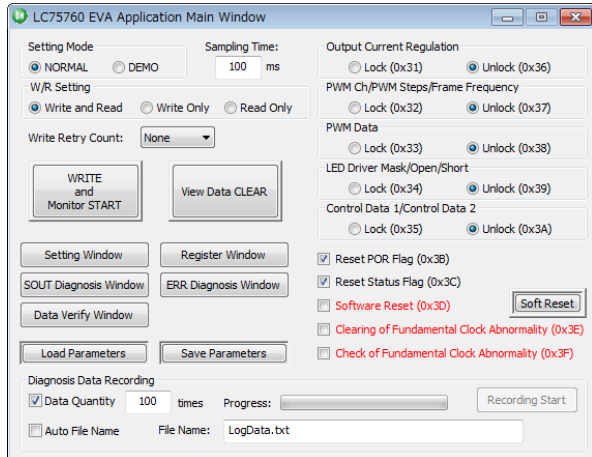 LC75760 EVA Application Main Window
Setting Mode
NORMAL DEMO
Sampling Time:
100 ms
W/R Setting
Write and Read Write Only Read Only
Write Retry Count: None
WRITE
and
Monitor START
View Data CLEAR
Setting Window Register Window
SOUT Diagnosis Window ERR Diagnosis Window
Data Verify Window
Load Parameters Save Parameters
Output Current Regulation
Lock (0x31) Unlock (0x36)
PWM Ch/PWM Steps/Frame Frequency
Lock (0x32) Unlock (0x37)
PWM Data
Lock (0x33) Unlock (0x38)
LED Driver Mask/Open/Short
Lock (0x34) Unlock (0x39)
Control Data 1/Control Data 2
Lock (0x35) Unlock (0x3A)
Reset POR Flag (0x3B)
Reset Status Flag (0x3C)
Software Reset (0x3D) Soft Reset
Clearing of Fundamental Clock Abnormality (0x3E)
Check of Fundamental Clock Abnormality (0x3F)
Diagnosis Data Recording
Data Quantity 100 times Progress: Recording Start
Auto File Name File Name: LogData.txt